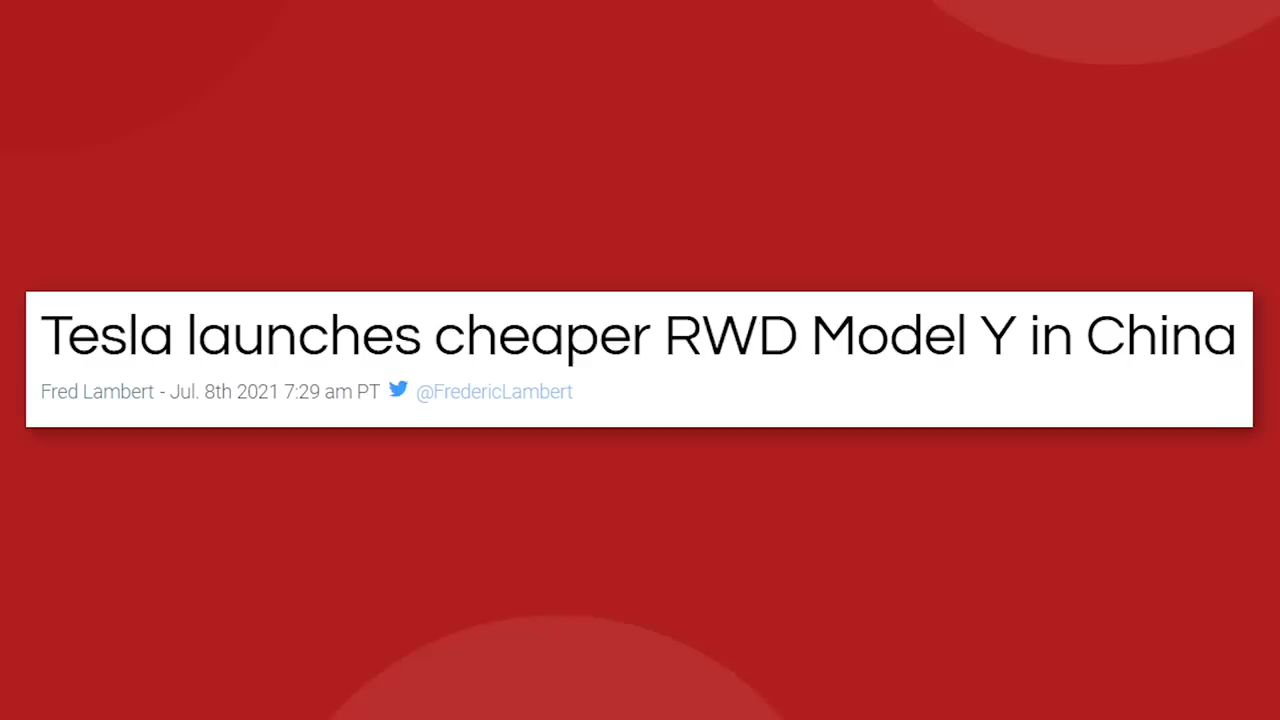 Tesla launches cheaper RWD Model Y in China
Fred Lambert - Jul. 8th 2021 7:29 am PT @FredericLambert